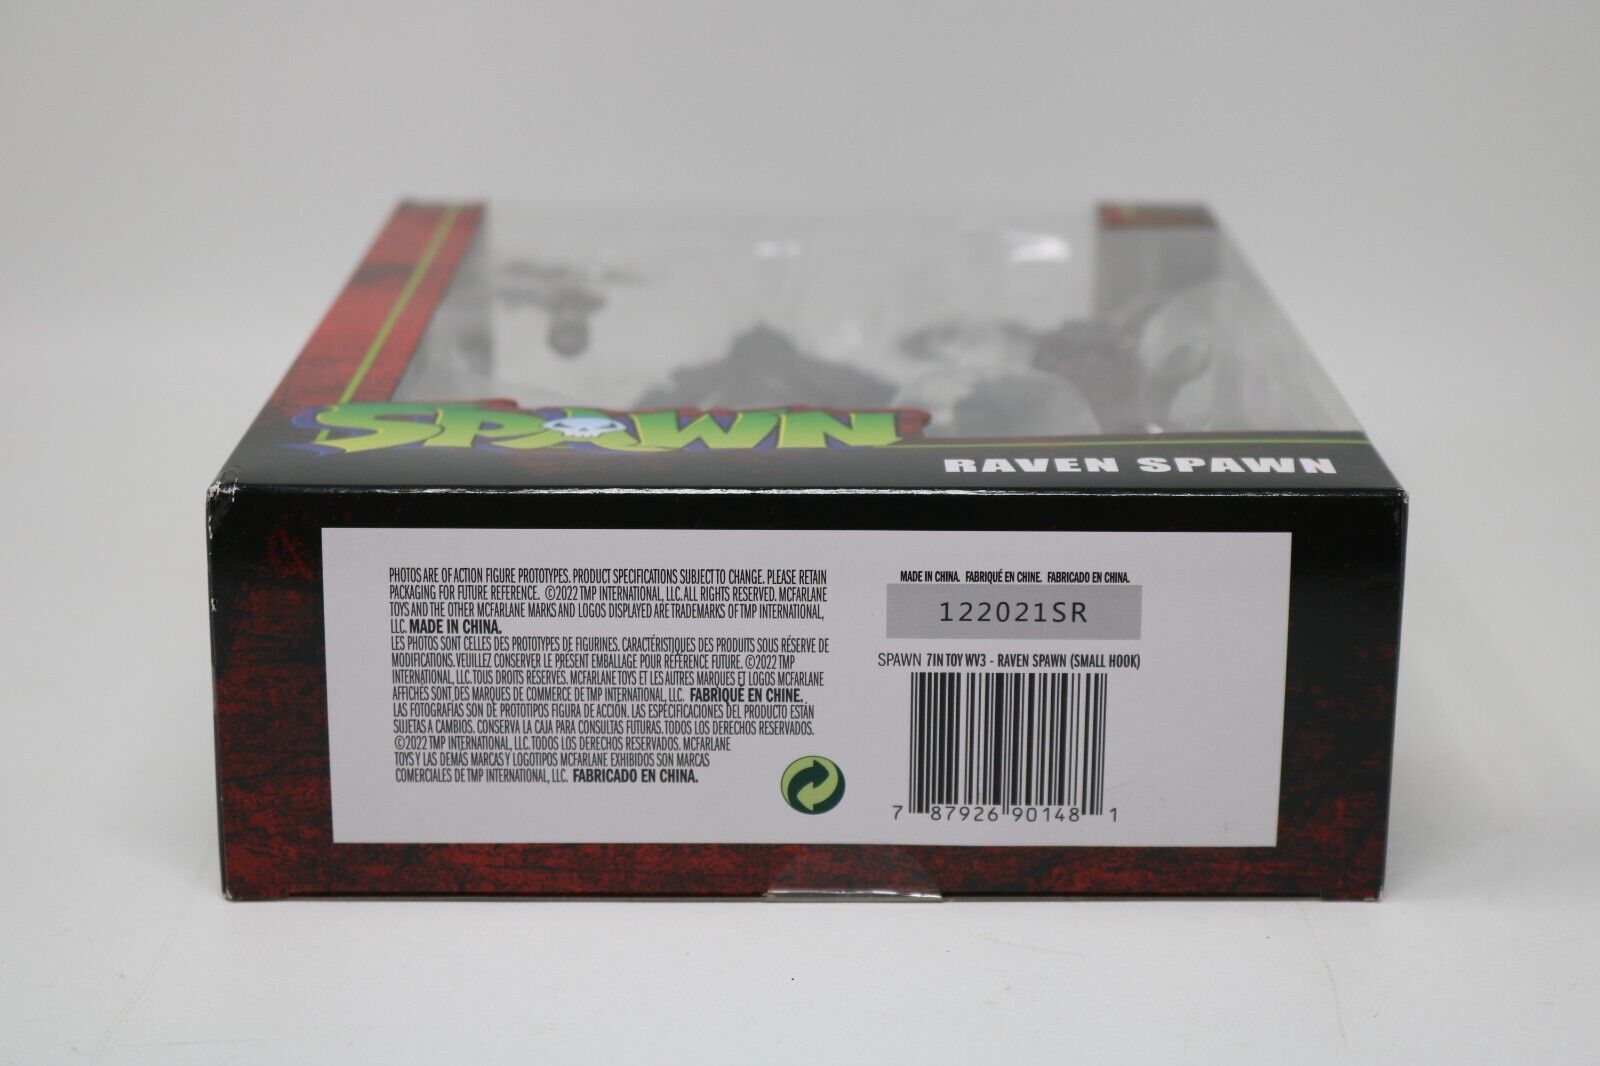 SPAWN
RAVEN SPAWN
PHOTOS ARE OF ACTION FIGURE PROTOTYPES. PRODUCT SPECIFICATIONS SUBJECT TO CHANGE. PLEASE RETAIN
PACKAGING FOR FUTURE REFERENCE. ©2022 TMP INTERNATIONAL, LLC. ALL RIGHTS RESERVED. MCFARLANE
TOYS AND THE OTHER MCFARLANE MARKS AND LOGOS DISPLAYED ARE TRADEMARKS OF TMP INTERNATIONAL,
LLC. MADE IN CHINA.
LES PHOTOS SONT CELLES DES PROTOTYPES DE FIGURINES. CARACTÉRISTIQUES DES PRODUITS SOUS RÉSERVE DE
MODIFICATIONS. VEUILLEZ CONSERVER LE PRÉSENT EMBALLAGE POUR RÉFÉRENCE FUTURE. ©2022 TMP
INTERNATIONAL, LLC. TOUS DROITS RESERVÉS. MCFARLANE TOYS ET LES AUTRES MARQUES ET LOGOS MCFARLANE
AFFICHÉS SONT DES MARQUES DE COMMERCE DE TMP INTERNATIONAL, LLC. FABRIQUÉ EN CHINE.
LAS FOTOGRAFIAS SON DE PROTOTIPOS FIGURA DE ACCIÓN. LAS ESPECIFICACIONES DEL PRODUCTO ESTÁN
SUJETAS A CAMBIOS. CONSERVA LA CAJA PARA CONSULTAS FUTURAS. TODOS LOS DERECHOS RESERVADOS.
©2022 TMP INTERNATIONAL, LLC. TODOS LOS DERECHOS RESERVADOS. MCFARLANE
TOYS Y LAS DEMÁS MARCAS Y LOGOTIPOS MCFARLANE EXHIBIDOS SON MARCAS
COMERCIALES DE TMP INTERNATIONAL, LLC. FABRICADO EN CHINA.
MADE IN CHINA. FABRIQUÉ EN CHINE. FABRICADO EN CHINA.
122021SR
SPAWN 7IN TOY WV3 - RAVEN SPAWN (SMALL HOOK)
7 87926 90148 1